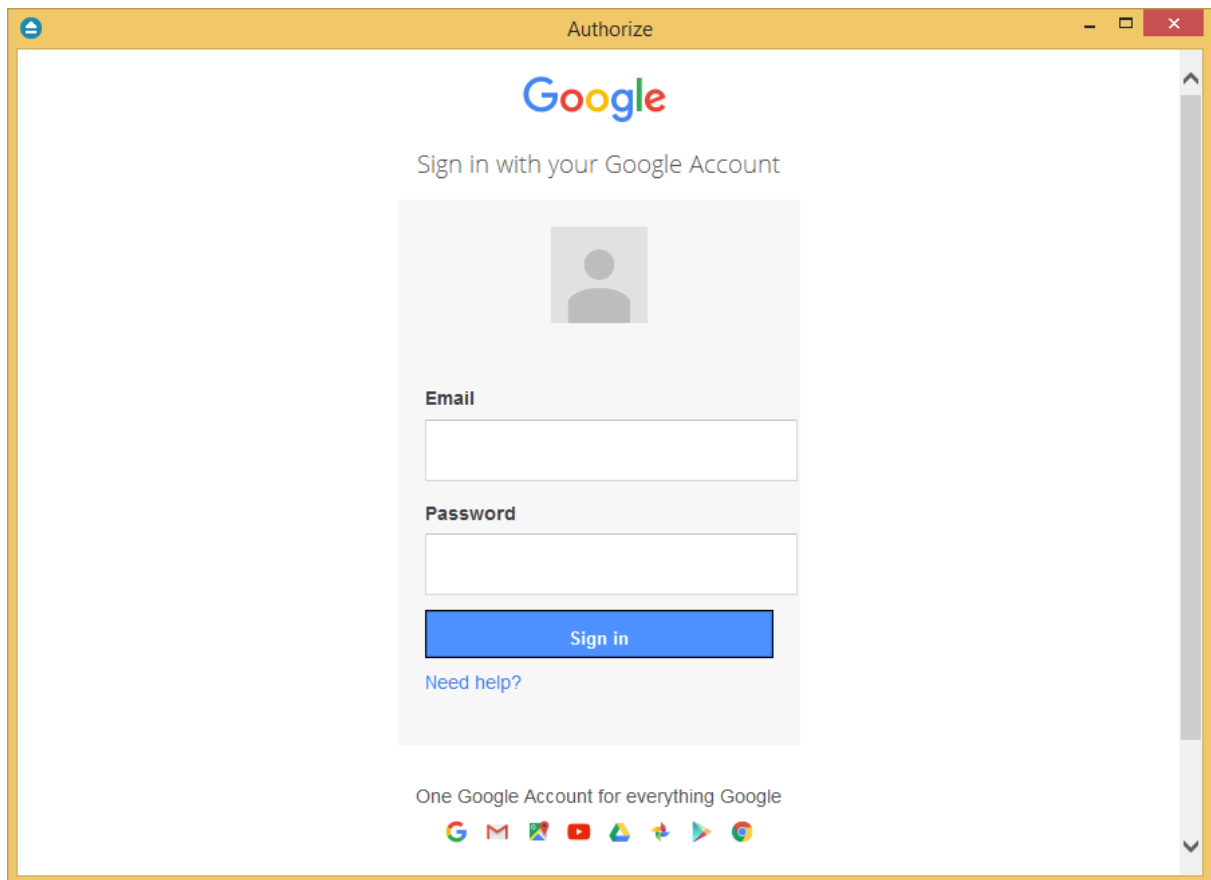 Authorize
Google
Sign in with your Google Account
Email
Password
Sign in
Need help?
One Google Account for everything Google